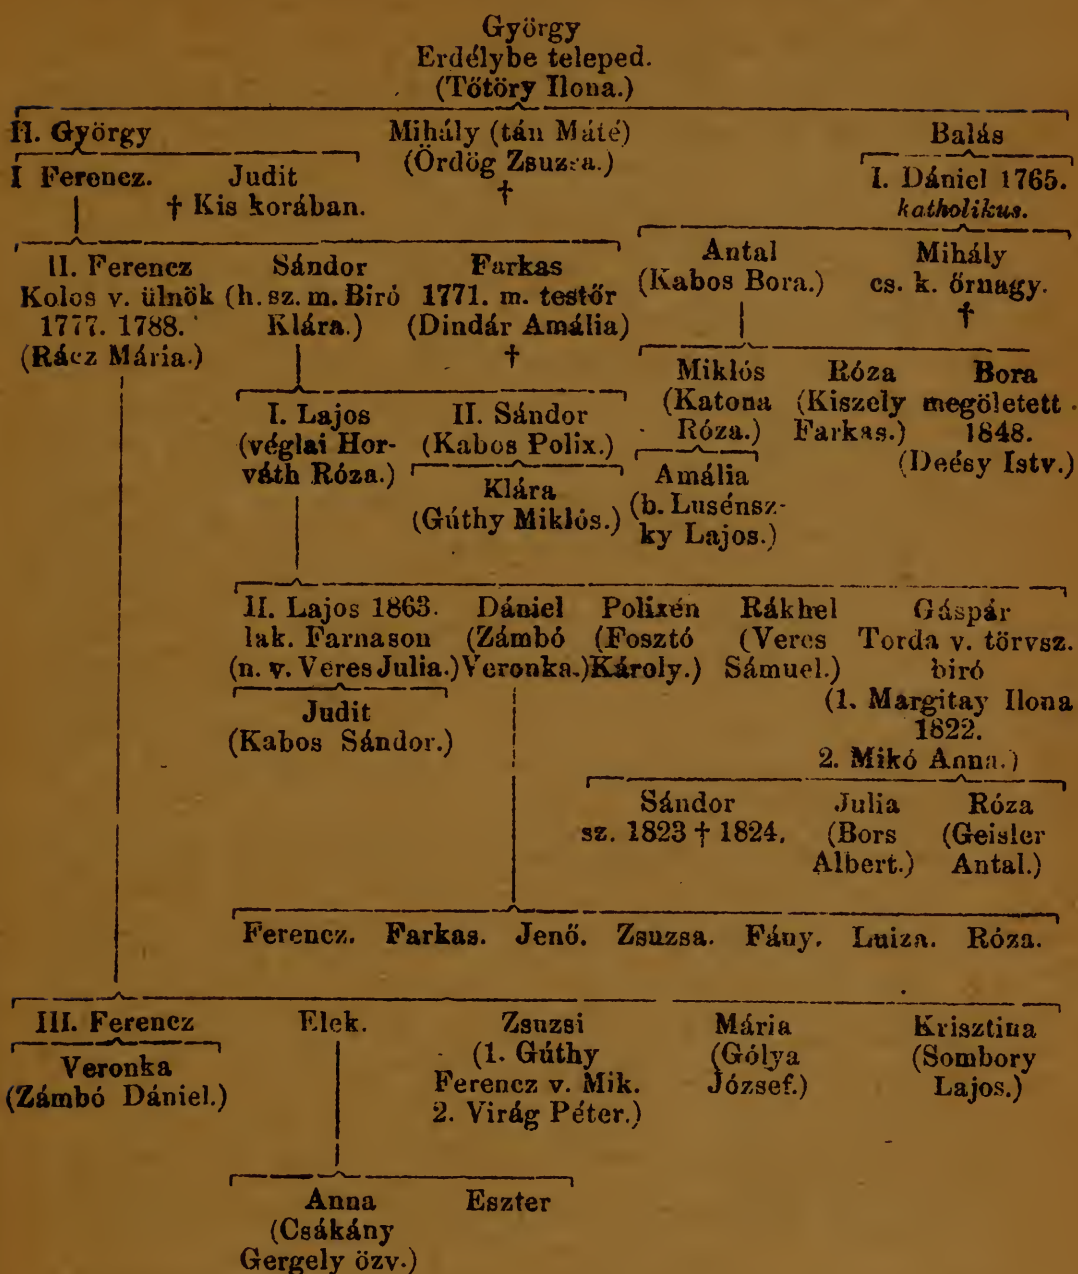 György
Erdélybe teleped.
(Tőtöry Ilona.)
II. György Mihály (tán Máté) Balás
(Ördög Zsuzsa.)
I Ferencz. Judit † I. Dániel 1765.
† Kis korában. katholikus.
II. Ferencz Sándor Farkas Antal Mihály
Kolos v. ülnök (h. sz. m. Biró 1771. m. testőr (Kabos Bora.) cs. k. őrnagy.
1777. 1788. Klára.) (Dindár Amália) †
(Rácz Mária.) †
Miklós Róza Bora
I. Lajos II. Sándor (Katona (Kiszely megöletett
(véglai Hor- (Kabos Polix.) Róza.) Farkas.) 1848.
váth Róza.) (Deésy Istv.)
Klára Amália
(Gúthy Miklós.) (b. Lusénsz-
ky Lajos.)
II. Lajos 1863. Dániel Polixén Rákhel Gáspár
lak. Farnason (Zámbó (Fosztó (Veres Torda v. törvsz.
(n. v. Veres Julia.) Veronka.) Károly.) Sámuel.) biró
Judit (1. Margitay Ilona
(Kabos Sándor.) 1822.
2. Mikó Anna.)
Sándor Julia Róza
sz. 1823 † 1824. (Bors (Geisler
Albert.) Antal.)
Ferencz. Farkas. Jenő. Zsuzsa. Fány. Luiza. Róza.
III. Ferencz Elek. Zsuzsi Mária Krisztina
Veronka (1. Gúthy (Gólya (Sombory
(Zámbó Dániel.) Ferencz v. Mik. József.) Lajos.)
2. Virág Péter.)
Anna Eszter
(Csákány
Gergely özv.)